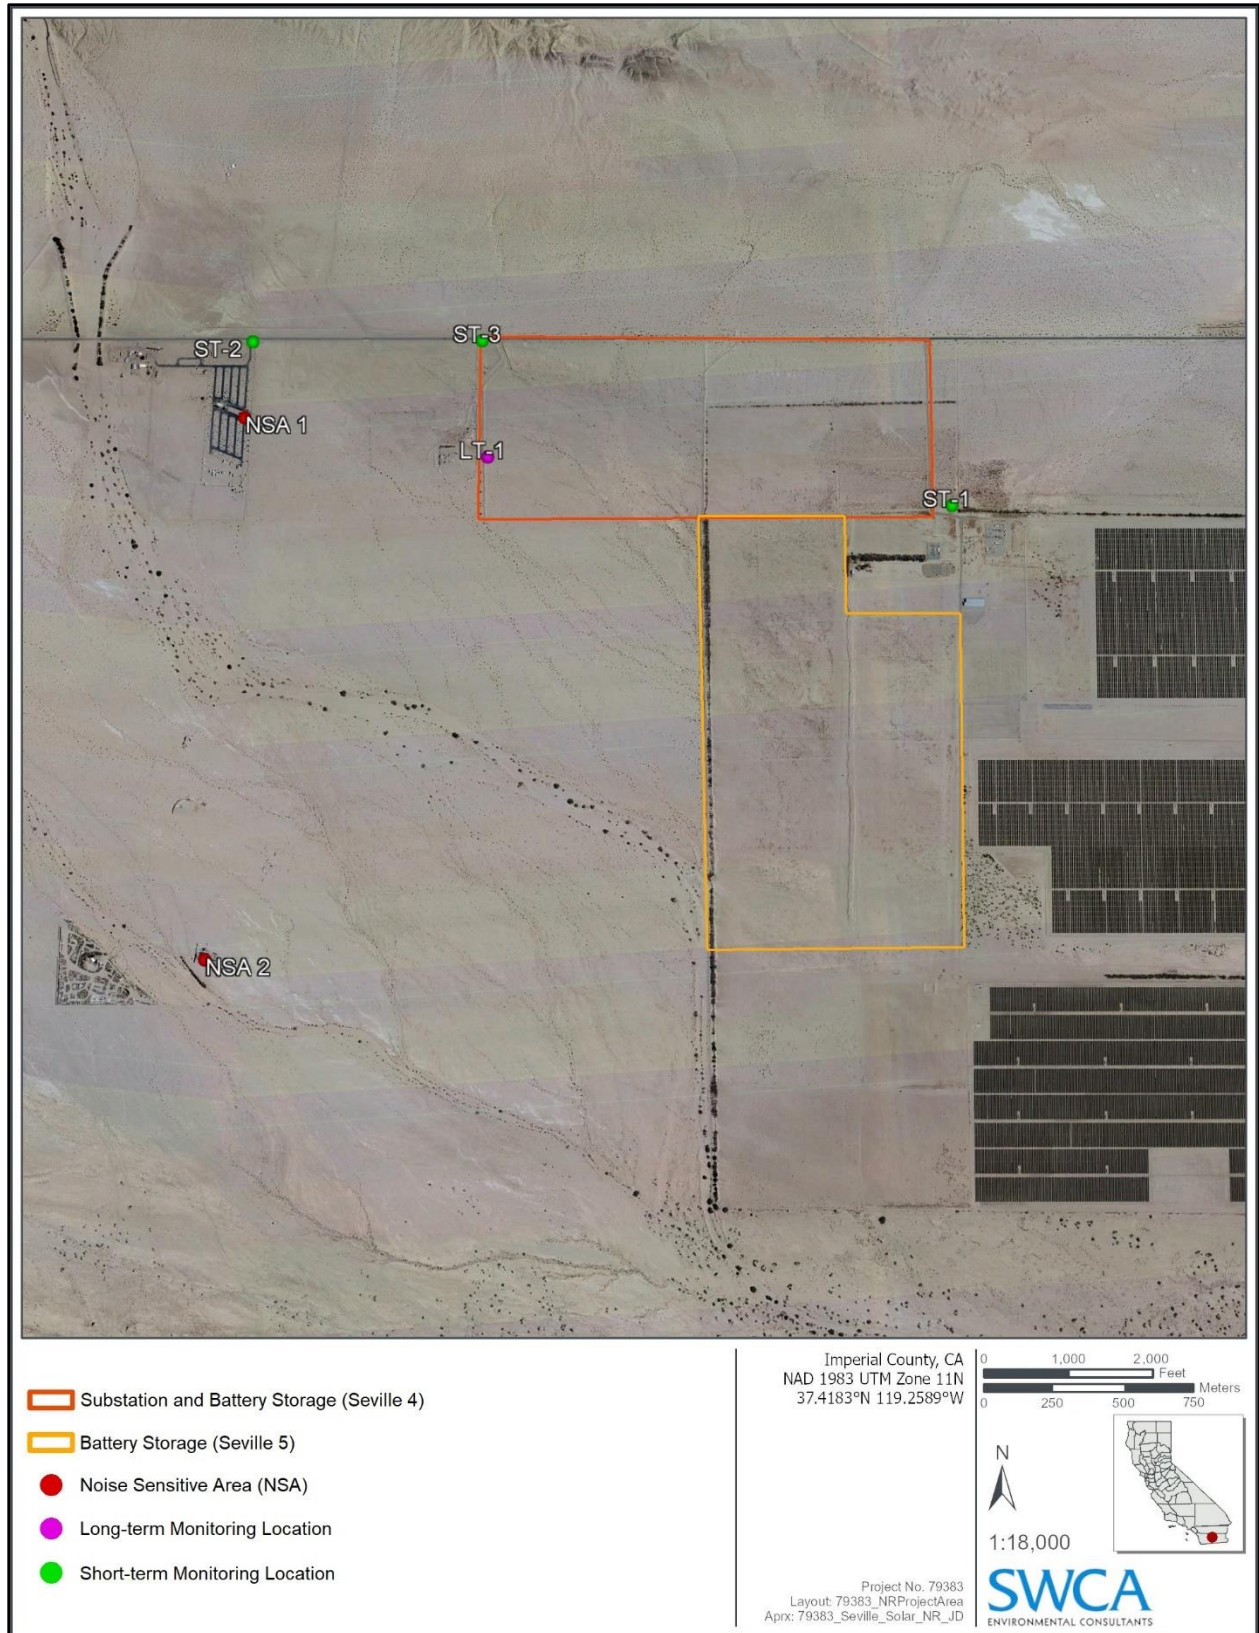 ST-2
ST-3
NSA 1
LT-1
ST-1
NSA 2
Substation and Battery Storage (Seville 4)
Battery Storage (Seville 5)
Noise Sensitive Area (NSA)
Long-term Monitoring Location
Short-term Monitoring Location
Imperial County, CA
NAD 1983 UTM Zone 11N
37.4183°N 119.2589°W
Project No. 79383
Layout: 79383_NRProjectArea
Aprx: 79383_Seville_Solar_NR_JD
0 1,000 2,000
Feet
Meters
0 250 500 750
N
1:18,000
SWCA
ENVIRONMENTAL CONSULTANTS